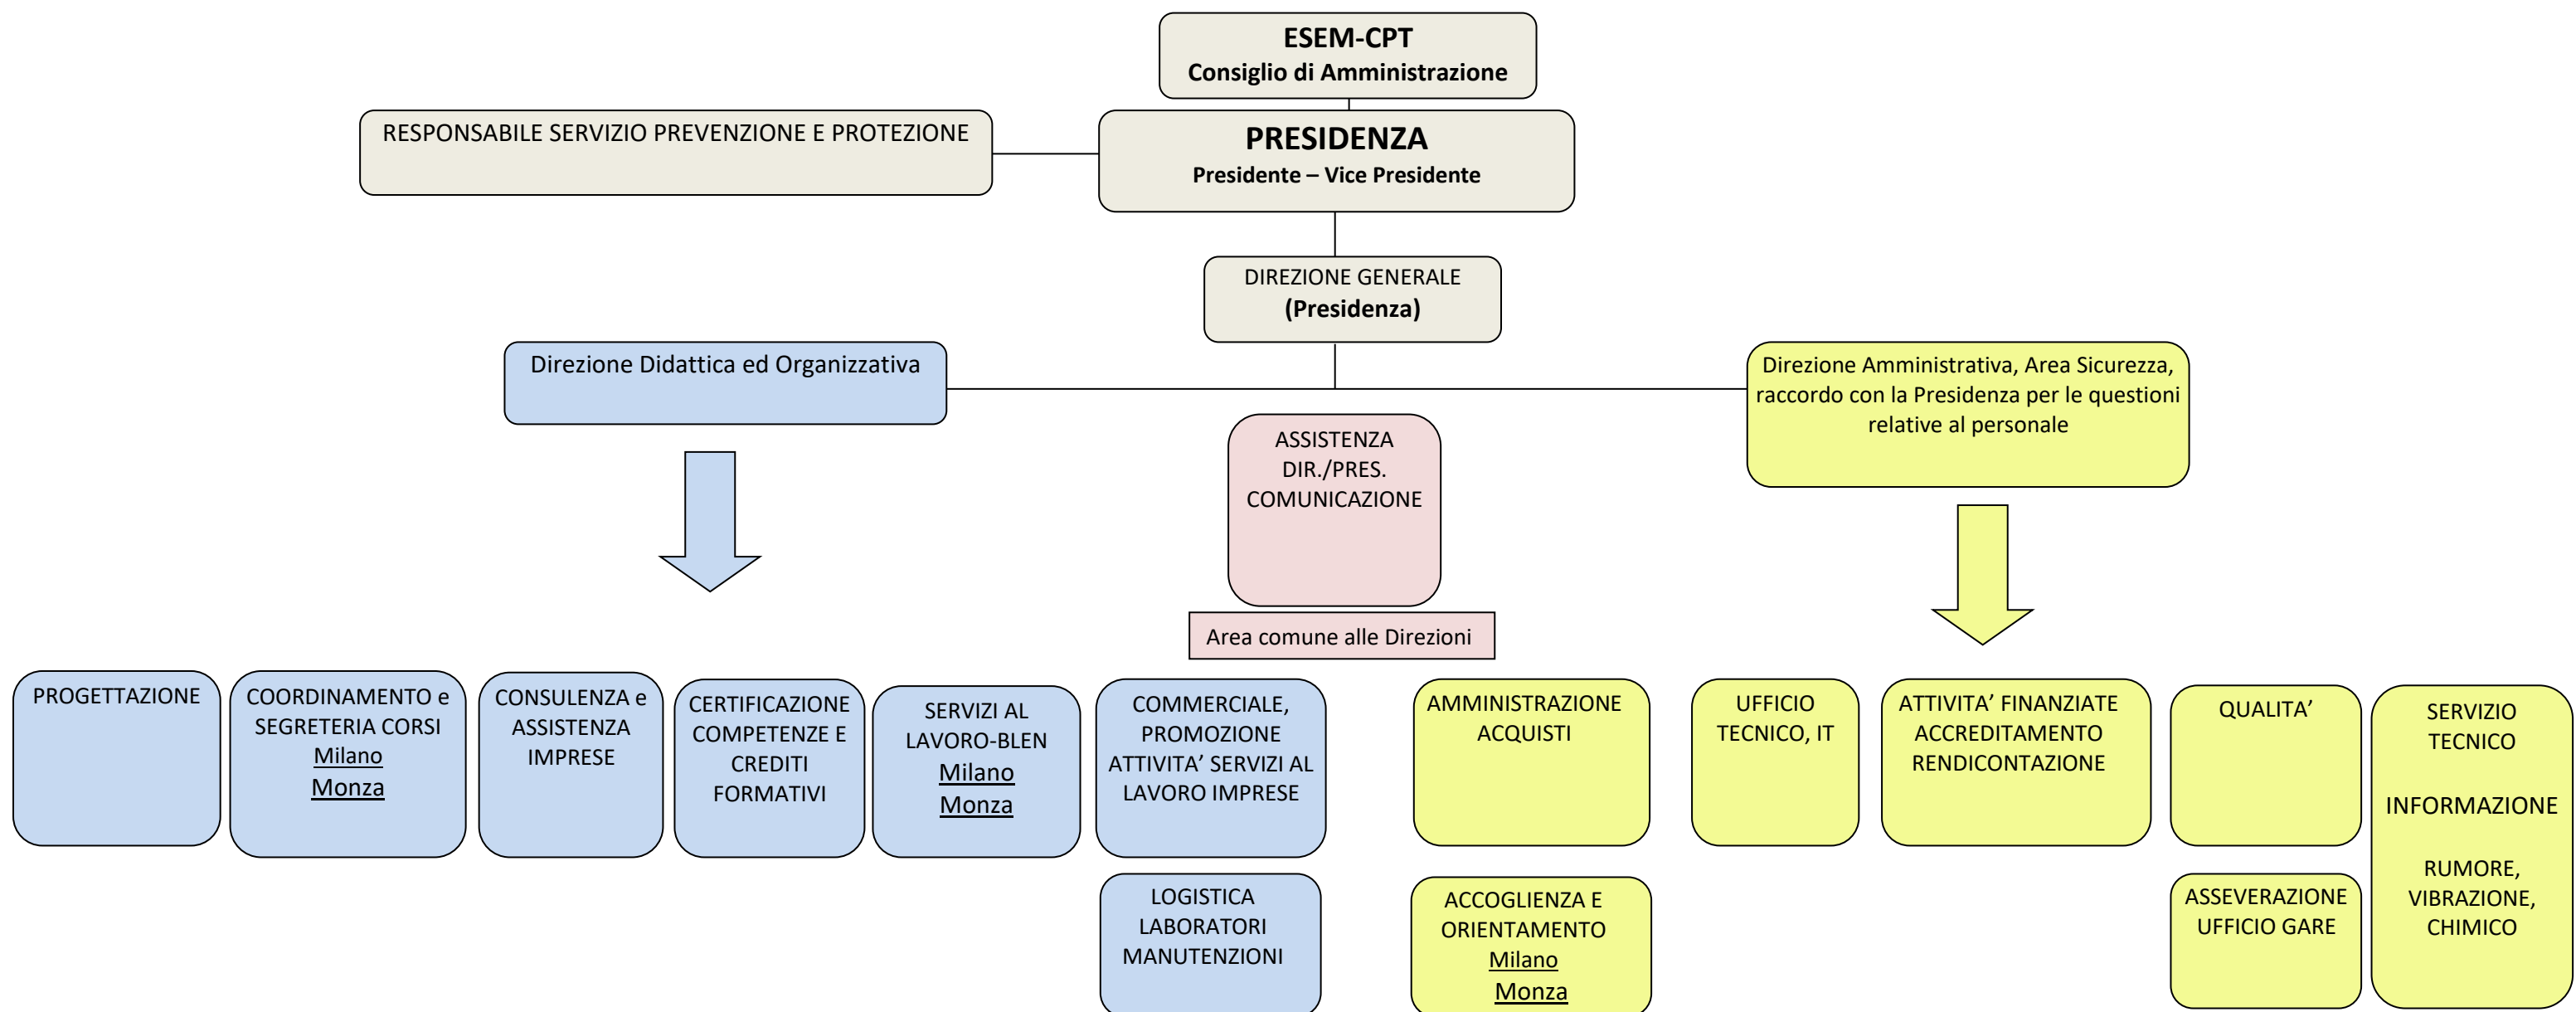 ESEM-CPT
Consiglio di Amministrazione
RESPONSABILE SERVIZIO PREVENZIONE E PROTEZIONE
PRESIDENZA
Presidente – Vice Presidente
DIREZIONE GENERALE
(Presidenza)
Direzione Didattica ed Organizzativa
Direzione Amministrativa, Area Sicurezza,
raccordo con la Presidenza per le questioni
relative al personale
ASSISTENZA
DIR./PRES.
COMUNICAZIONE
Area comune alle Direzioni
PROGETTAZIONE
COORDINAMENTO e
SEGRETERIA CORSI
Milano
Monza
CONSULENZA e
ASSISTENZA
IMPRESE
CERTIFICAZIONE
COMPETENZE E
CREDITI
FORMATIVI
SERVIZI AL
LAVORO-BLEN
Milano
Monza
COMMERCIALE,
PROMOZIONE
ATTIVITA’ SERVIZI AL
LAVORO IMPRESE
AMMINISTRAZIONE
ACQUISTI
UFFICIO
TECNICO, IT
ATTIVITA’ FINANZIATE
ACCREDITAMENTO
RENDICONTAZIONE
QUALITA’
SERVIZIO
TECNICO
INFORMAZIONE
RUMORE,
VIBRAZIONE,
CHIMICO
LOGISTICA
LABORATORI
MANUTENZIONI
ACCOGLIENZA E
ORIENTAMENTO
Milano
Monza
ASSEVERAZIONE
UFFICIO GARE